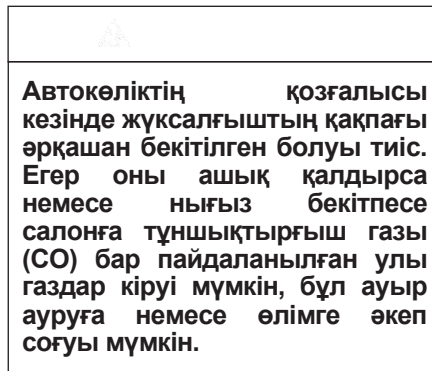 Автокөліктің қозғалысы
кезінде жүксалғыштың қақпағы
әрқашан бекітілген болуы тиіс.
Егер оны ашық қалдырса
немесе нығыз бекітпесе
салонға тұншықтырғыш газы
(СО) бар пайдаланылған улы
газдар кіруі мүмкін, бұл ауыр
ауруға немесе өлімге әкеп
соғуы мүмкін.